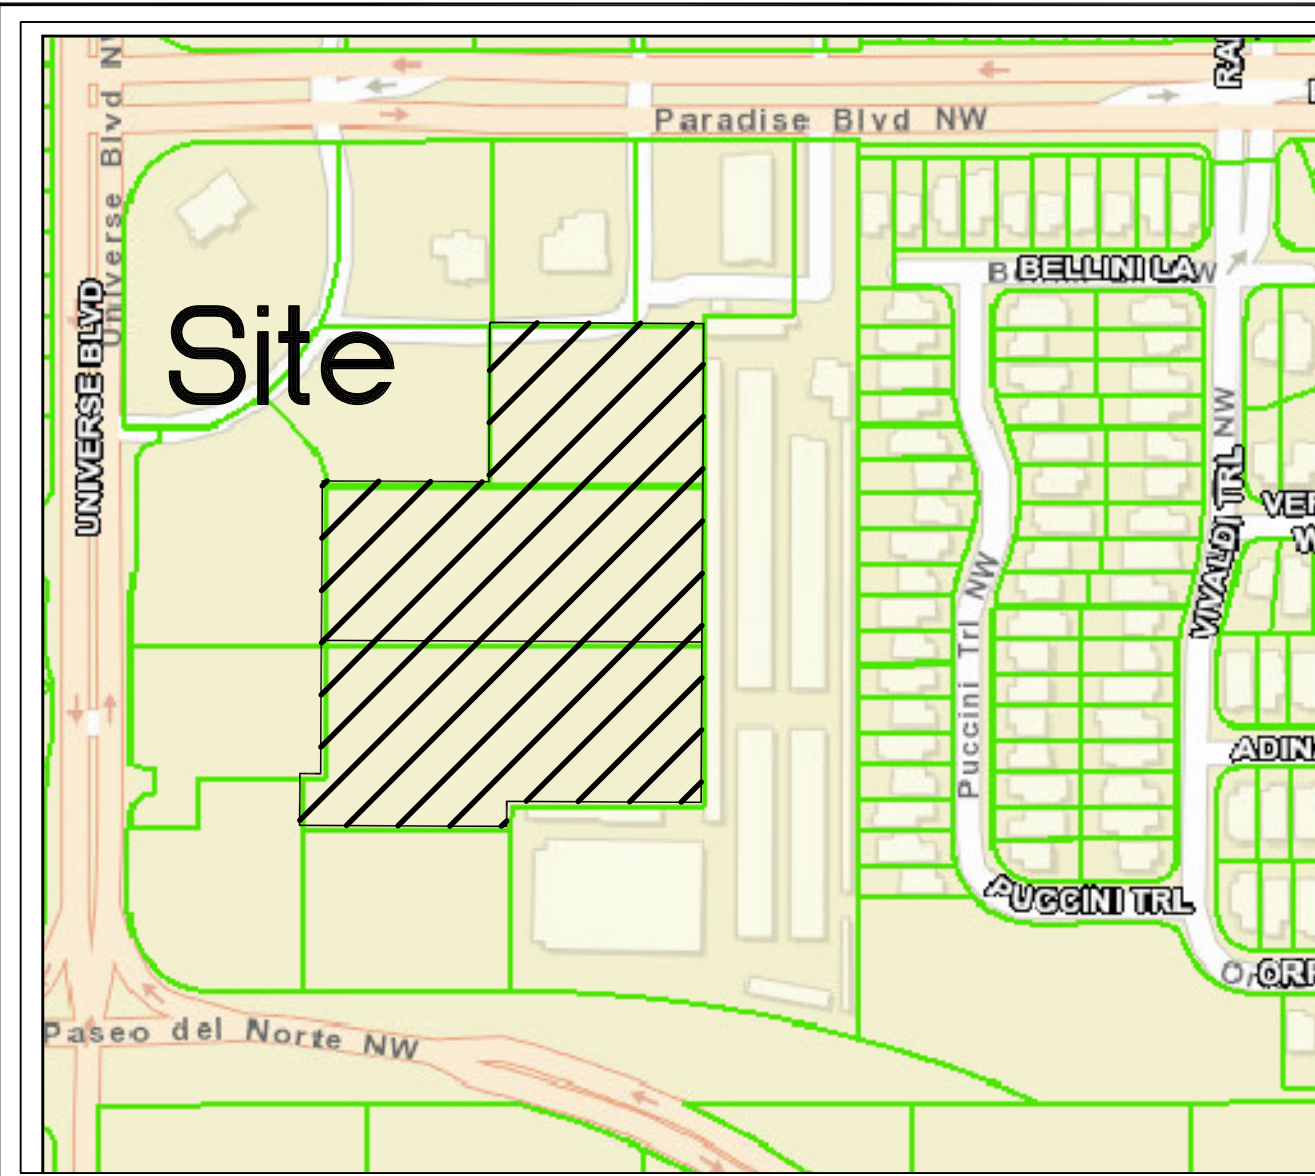 Universe Blvd NW
UNIVERSE BLVD
Paradise Blvd NW
Site
BELLINI LA
Puccini Trl NW
NW
VIVALDI TRL
PUCCINI TRL
Paseo del Norte NW